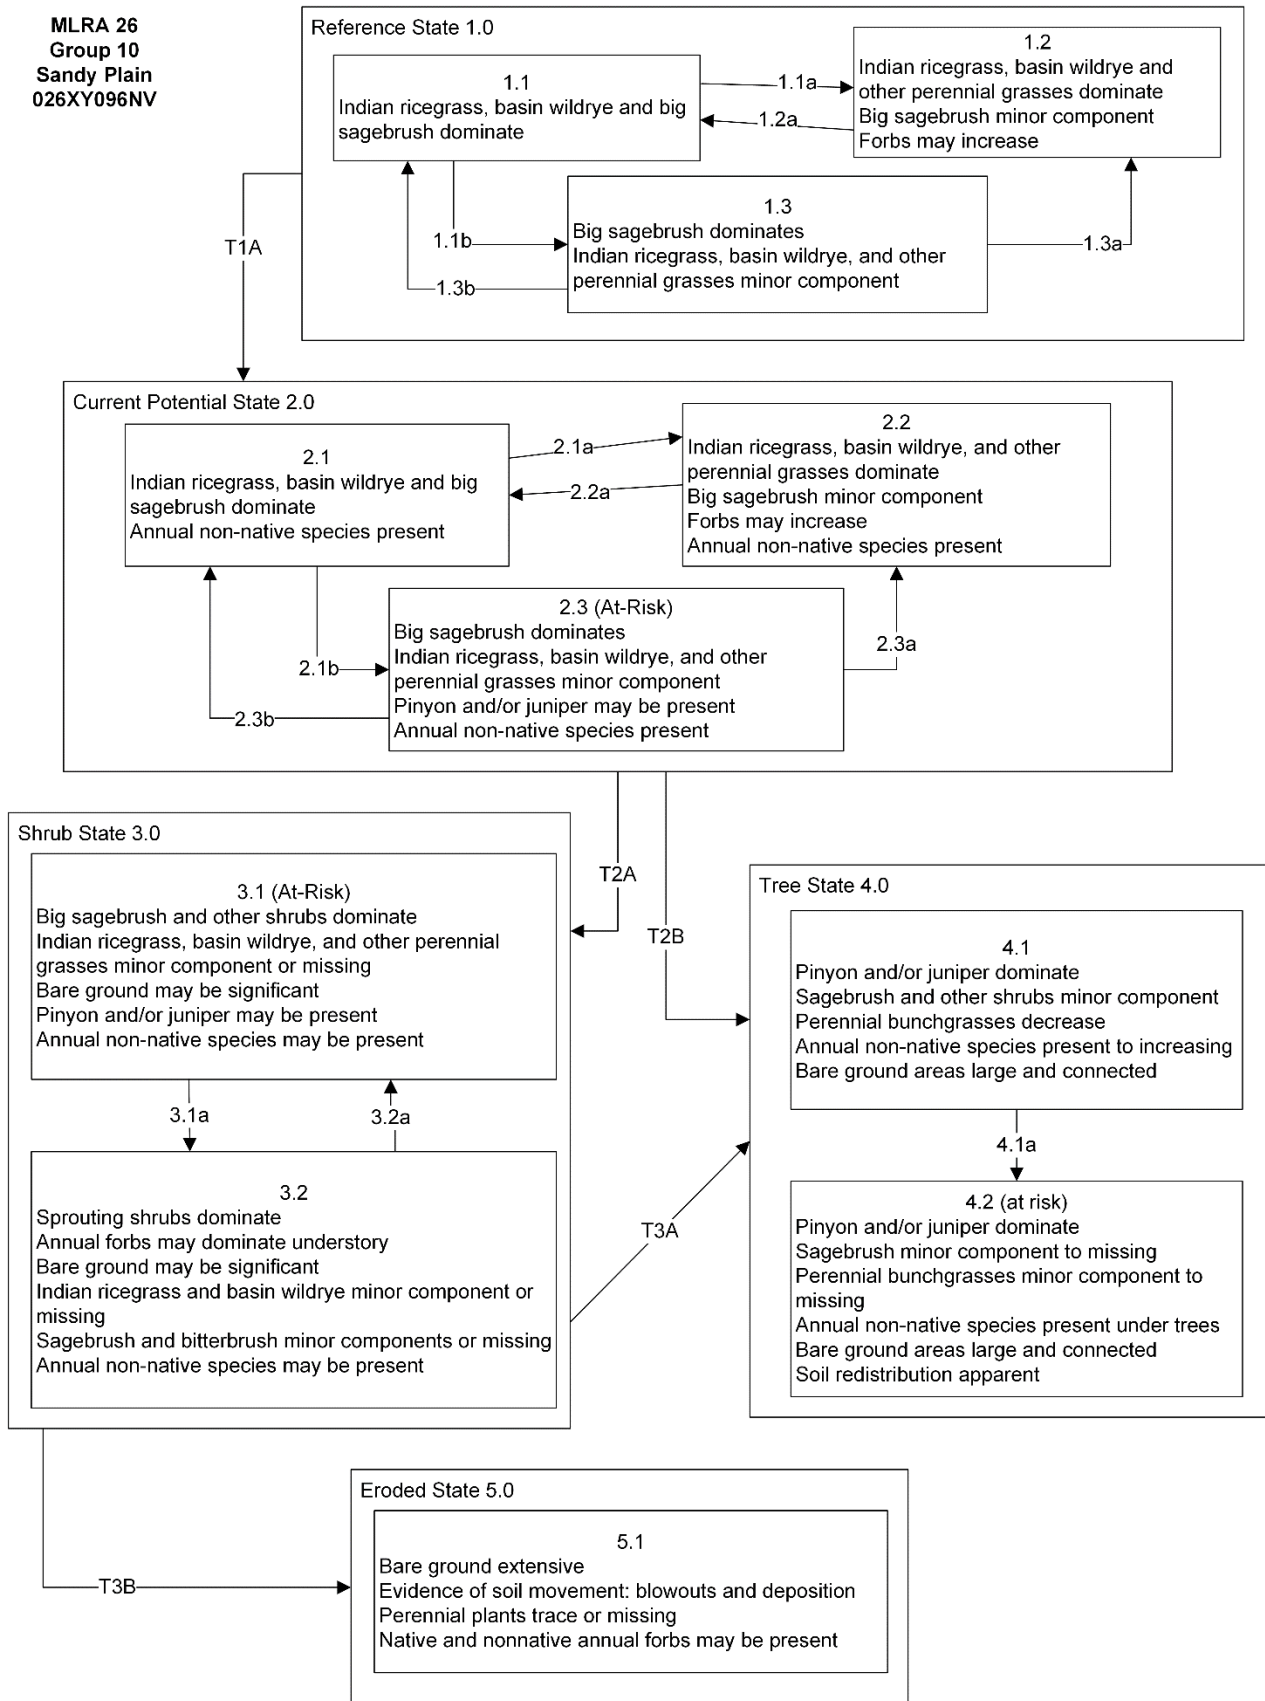 MLRA 26
Group 10
Sandy Plain
026XY096NV
Reference State 1.0
1.1
Indian ricegrass, basin wildrye and big
sagebrush dominate
1.1a
1.2a
1.2
Indian ricegrass, basin wildrye and
other perennial grasses dominate
Big sagebrush minor component
Forbs may increase
1.1b
1.3b
1.3
Big sagebrush dominates
Indian ricegrass, basin wildrye, and other
perennial grasses minor component
1.3a
T1A
Current Potential State 2.0
2.1
Indian ricegrass, basin wildrye and big
sagebrush dominate
Annual non-native species present
2.1a
2.2a
2.2
Indian ricegrass, basin wildrye, and other
perennial grasses dominate
Big sagebrush minor component
Forbs may increase
Annual non-native species present
2.1b
2.3b
2.3 (At-Risk)
Big sagebrush dominates
Indian ricegrass, basin wildrye, and other
perennial grasses minor component
Pinyon and/or juniper may be present
Annual non-native species present
2.3a
T2A
T2B
Shrub State 3.0
3.1 (At-Risk)
Big sagebrush and other shrubs dominate
Indian ricegrass, basin wildrye, and other perennial
grasses minor component or missing
Bare ground may be significant
Pinyon and/or juniper may be present
Annual non-native species may be present
3.1a
3.2a
3.2
Sprouting shrubs dominate
Annual forbs may dominate understory
Bare ground may be significant
Indian ricegrass and basin wildrye minor component or
missing
Sagebrush and bitterbrush minor components or missing
Annual non-native species may be present
T3A
Tree State 4.0
4.1
Pinyon and/or juniper dominate
Sagebrush and other shrubs minor component
Perennial bunchgrasses decrease
Annual non-native species present to increasing
Bare ground areas large and connected
4.1a
4.2 (at risk)
Pinyon and/or juniper dominate
Sagebrush minor component to missing
Perennial bunchgrasses minor component to
missing
Annual non-native species present under trees
Bare ground areas large and connected
Soil redistribution apparent
T3B
Eroded State 5.0
5.1
Bare ground extensive
Evidence of soil movement: blowouts and deposition
Perennial plants trace or missing
Native and nonnative annual forbs may be present